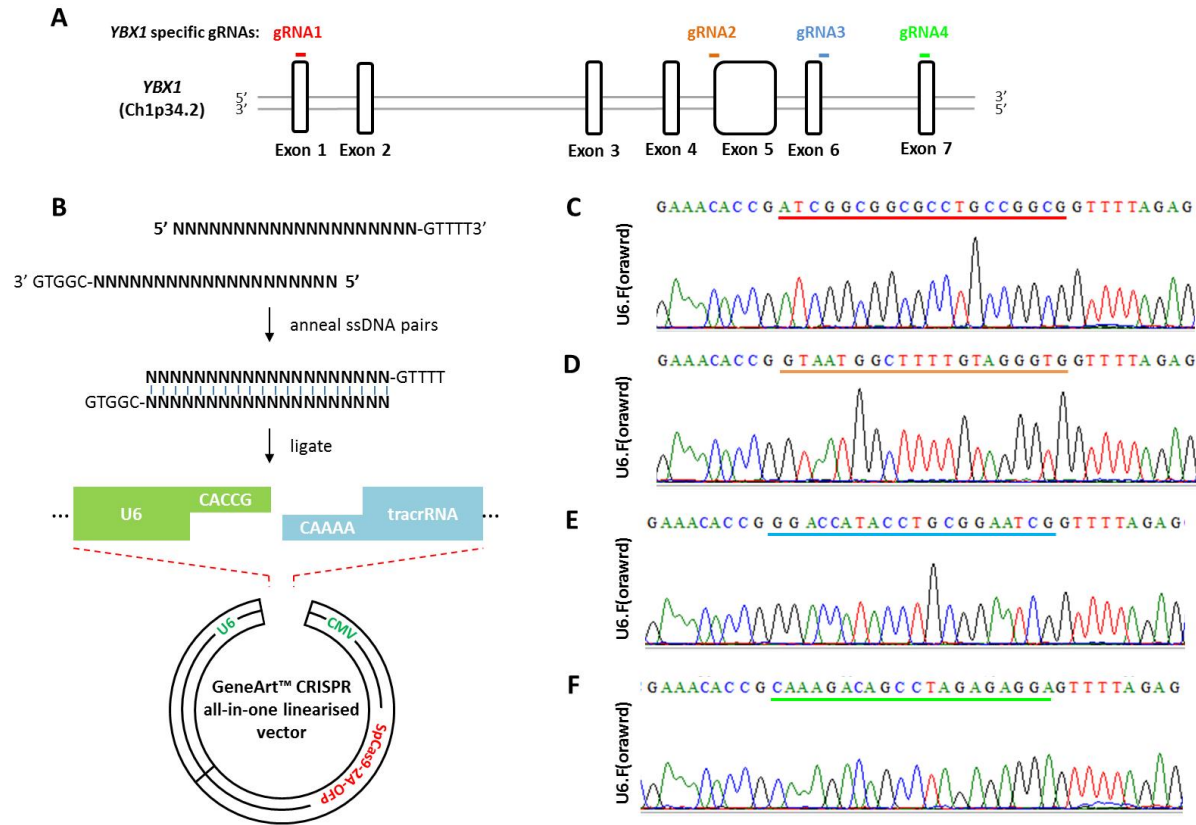 A
YBX1 specific gRNAs: gRNA1 gRNA2 gRNA3 gRNA4
YBX1
(Ch1p34.2)
5’ 3’
3’ 5’
Exon 1 Exon 2 Exon 3 Exon 4 Exon 5 Exon 6 Exon 7
B
5’ NNNNNNNNNNNNNNNNNNNN-GTTTT3’
3’ GTGGC-NNNNNNNNNNNNNNNNNNNN 5’
anneal ssDNA pairs
NNNNNNNNNNNNNNNNNNNN-GTTTT
GTGGC-NNNNNNNNNNNNNNNNNNNN
ligate
... U6 CACCG CAAAA tracrRNA ...
U6 CMV
GeneArt™ CRISPR
all-in-one linearised
vector
SpCas9-2A-OFP
C
GAAACACCGATCGGCGGCGCCTGCCGGCGGTTTTAGAG
U6.F(orawrd)
D
GAAACACCGGTAATGGCTTTTGTAGGGTGGTTTTAGAG
U6.F(orawrd)
E
GAAACACCGGGACCATACCTGCGGAATCGGTTTTAGAG
U6.F(orawrd)
F
GAAACACCGCAAAGACAGCCTAGAGAGGAGTTTTAGAG
U6.F(orawrd)